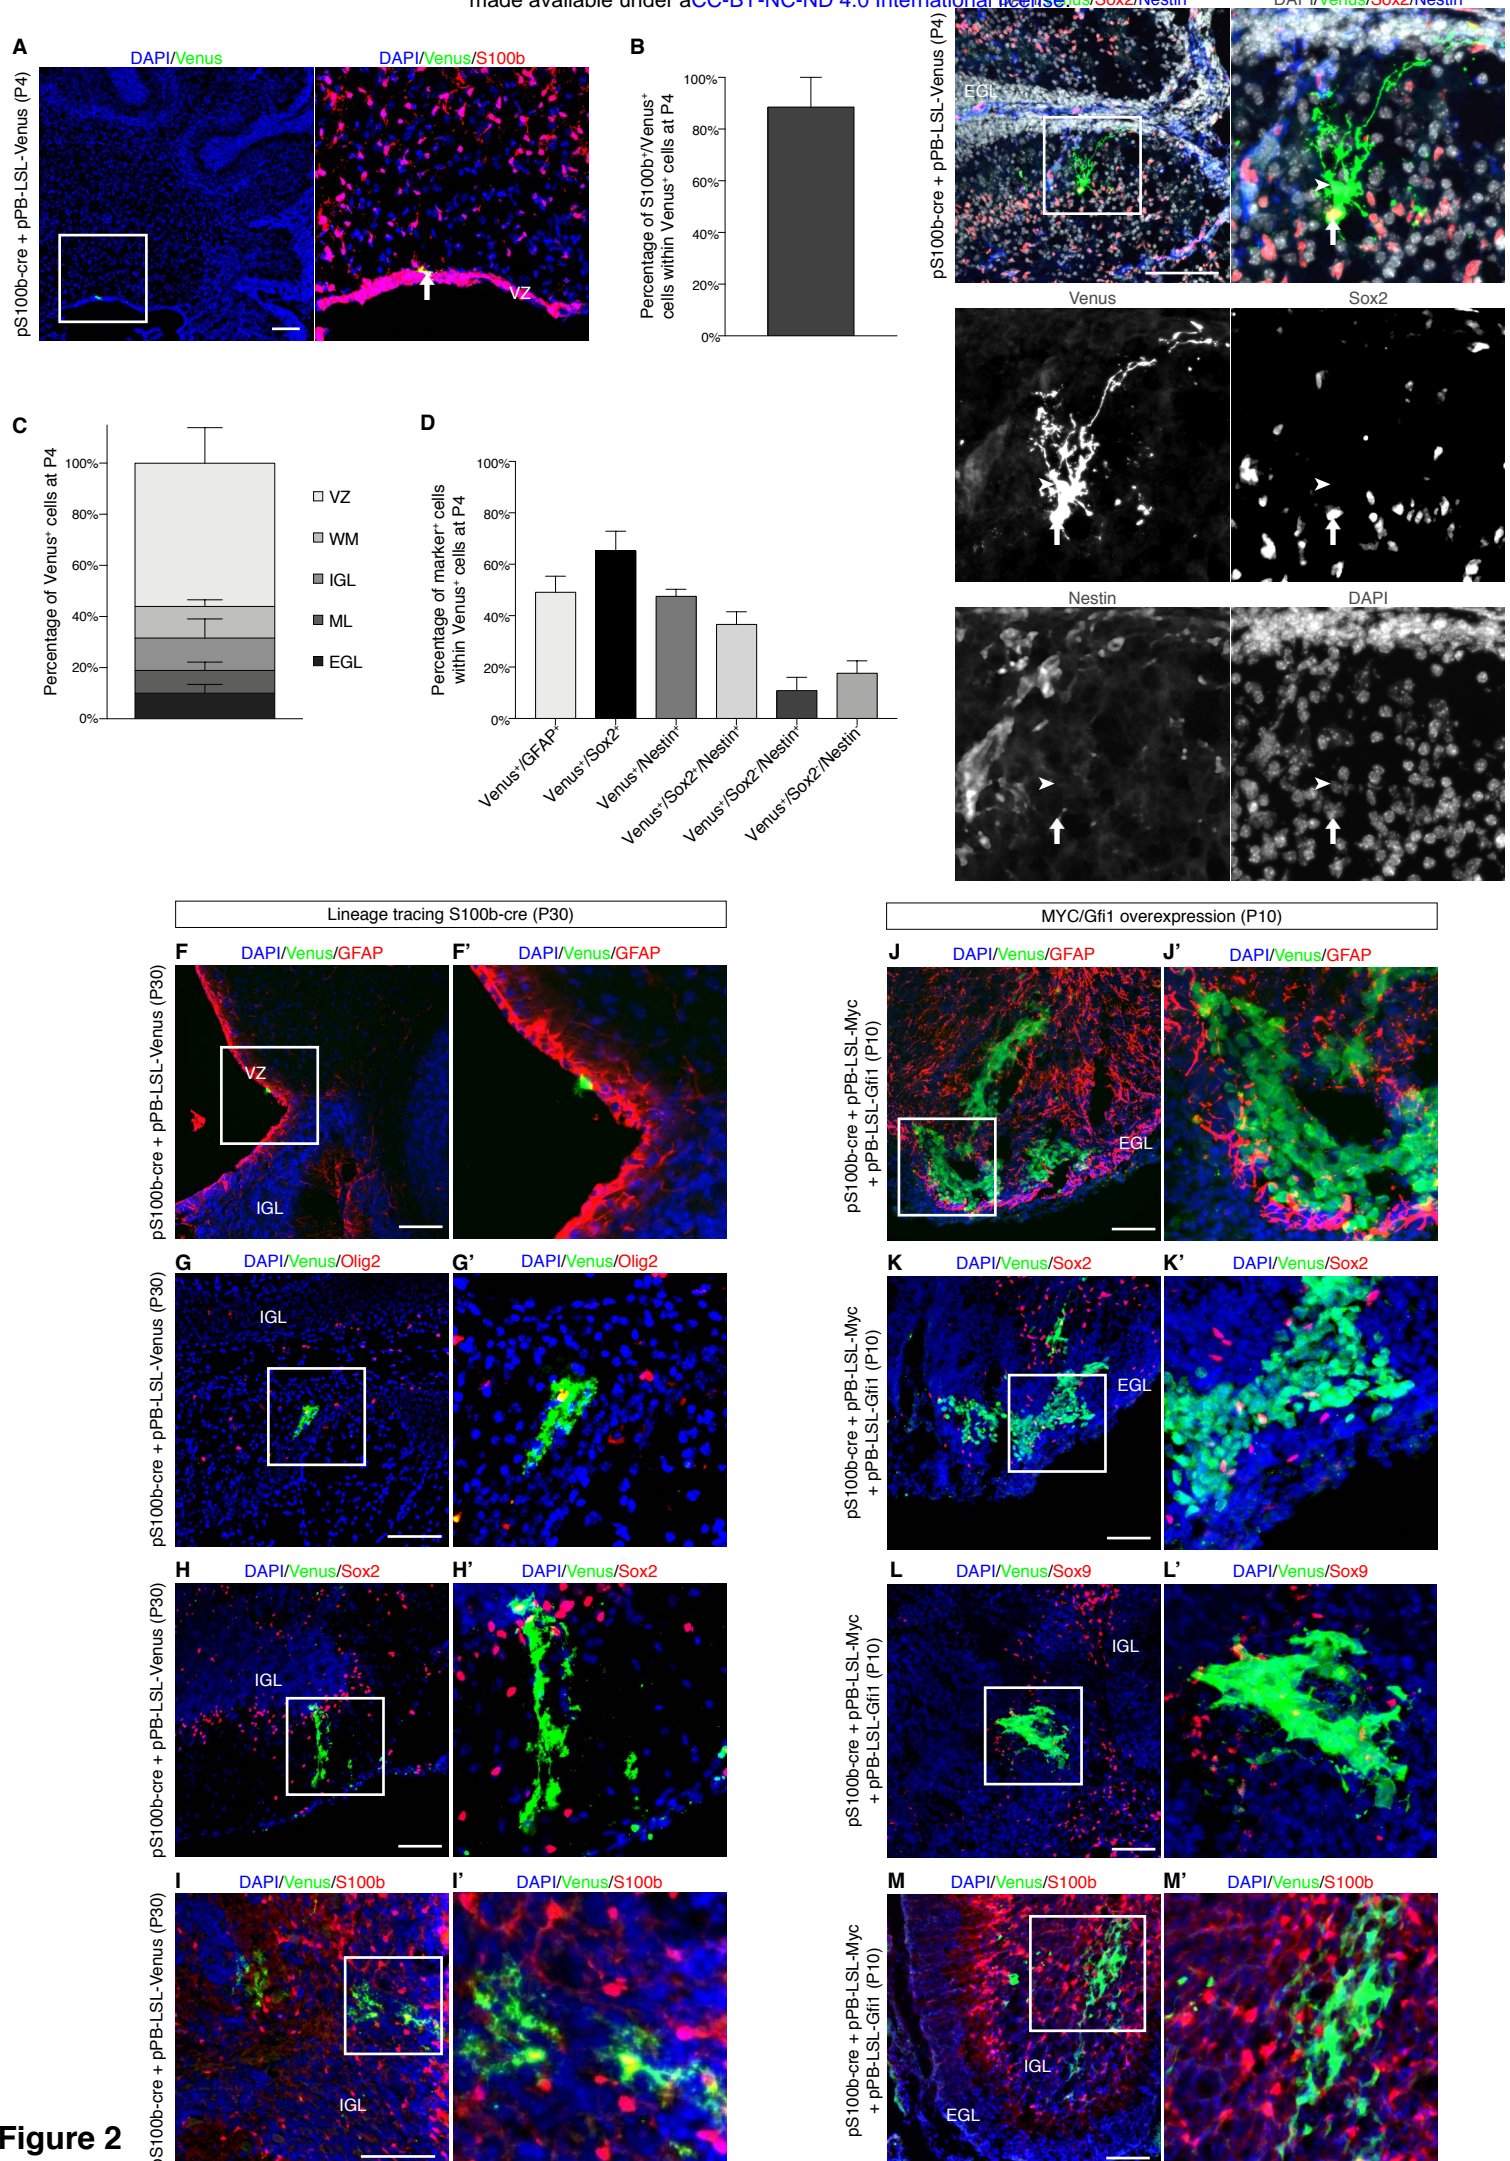 made available under aCC-BY-NC-ND 4.0 International license.
A
DAPI/Venus
DAPI/Venus/S100b
pS100b-cre + pPB-LSL-Venus (P4)
VZ
B
Percentage of S100b⁺/Venus⁺
cells within Venus⁺ cells at P4
100%
80%
60%
40%
20%
0%
pS100b-cre + pPB-LSL-Venus (P4)
DAPI/Venus/Sox2/Nestin
EGL
Venus
Sox2
Nestin
DAPI
C
Percentage of Venus⁺ cells at P4
100%
80%
60%
40%
20%
0%
VZ
WM
IGL
ML
EGL
D
Percentage of marker⁺ cells
within Venus⁺ cells at P4
100%
80%
60%
40%
20%
0%
Venus⁺/GFAP⁺
Venus⁺/Sox2⁺
Venus⁺/Nestin⁺
Venus⁺/Sox2⁺/Nestin⁺
Venus⁺/Sox2⁻/Nestin⁺
Venus⁺/Sox2⁻/Nestin⁻
Lineage tracing S100b-cre (P30)
F
DAPI/Venus/GFAP
F’
DAPI/Venus/GFAP
pS100b-cre + pPB-LSL-Venus (P30)
VZ
IGL
G
DAPI/Venus/Olig2
G’
DAPI/Venus/Olig2
pS100b-cre + pPB-LSL-Venus (P30)
IGL
H
DAPI/Venus/Sox2
H’
DAPI/Venus/Sox2
pS100b-cre + pPB-LSL-Venus (P30)
IGL
I
DAPI/Venus/S100b
I’
DAPI/Venus/S100b
pS100b-cre + pPB-LSL-Venus (P30)
IGL
MYC/Gfi1 overexpression (P10)
J
DAPI/Venus/GFAP
J’
DAPI/Venus/GFAP
pS100b-cre + pPB-LSL-Myc
+ pPB-LSL-Gfi1 (P10)
EGL
K
DAPI/Venus/Sox2
K’
DAPI/Venus/Sox2
pS100b-cre + pPB-LSL-Myc
+ pPB-LSL-Gfi1 (P10)
EGL
L
DAPI/Venus/Sox9
L’
DAPI/Venus/Sox9
pS100b-cre + pPB-LSL-Myc
+ pPB-LSL-Gfi1 (P10)
IGL
M
DAPI/Venus/S100b
M’
DAPI/Venus/S100b
pS100b-cre + pPB-LSL-Myc
+ pPB-LSL-Gfi1 (P10)
IGL
EGL
Figure 2